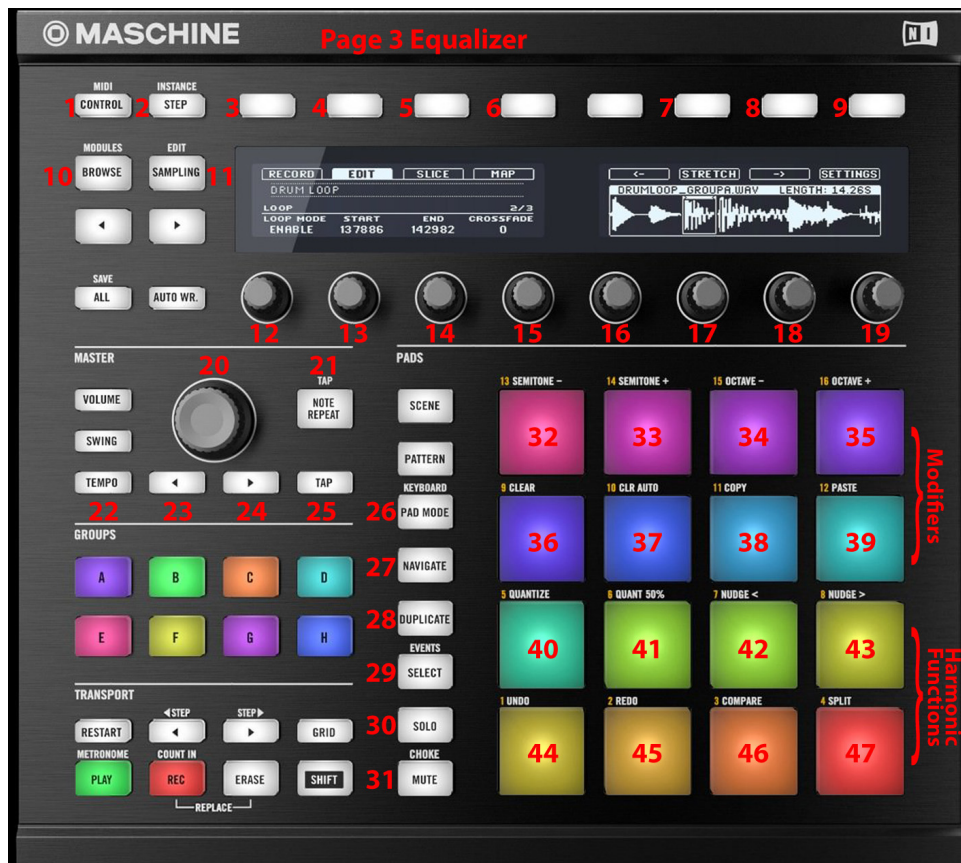 MASCHINE
Page 3 Equalizer
NI
MIDI
INSTANCE
1 CONTROL
2 STEP
3 4 5 6 7 8 9
MODULES
EDIT
10 BROWSE
SAMPLING 11
RECORD EDIT SLICE MAP
DRUM LOOP
LOOP 2/3
LOOP MODE START END CROSSFADE
ENABLE 137886 142982 0
<- STRETCH -> SETTINGS
DRUMLOOP_GROUPA.WAV LENGTH: 14.26S
SAVE
ALL
AUTO WR.
12 13 14 15 16 17 18 19
MASTER
20
21
TAP
VOLUME
NOTE
REPEAT
SWING
TEMPO
TAP
22 23 24 25
GROUPS
A B C D
E F G H
TRANSPORT
◀STEP
STEP▶
RESTART
GRID
METRONOME
COUNT IN
PLAY
REC
ERASE
SHIFT
REPLACE
PADS
SCENE
PATTERN
KEYBOARD
26 PAD MODE
27 NAVIGATE
28 DUPLICATE
EVENTS
29 SELECT
30 SOLO
CHOKE
31 MUTE
13 SEMITONE - 14 SEMITONE + 15 OCTAVE - 16 OCTAVE +
32 33 34 35
9 CLEAR 10 CLR AUTO 11 COPY 12 PASTE
36 37 38 39
5 QUANTIZE 6 QUANT 50% 7 NUDGE < 8 NUDGE >
40 41 42 43
1 UNDO 2 REDO 3 COMPARE 4 SPLIT
44 45 46 47
Modifiers
Harmonic
Functions